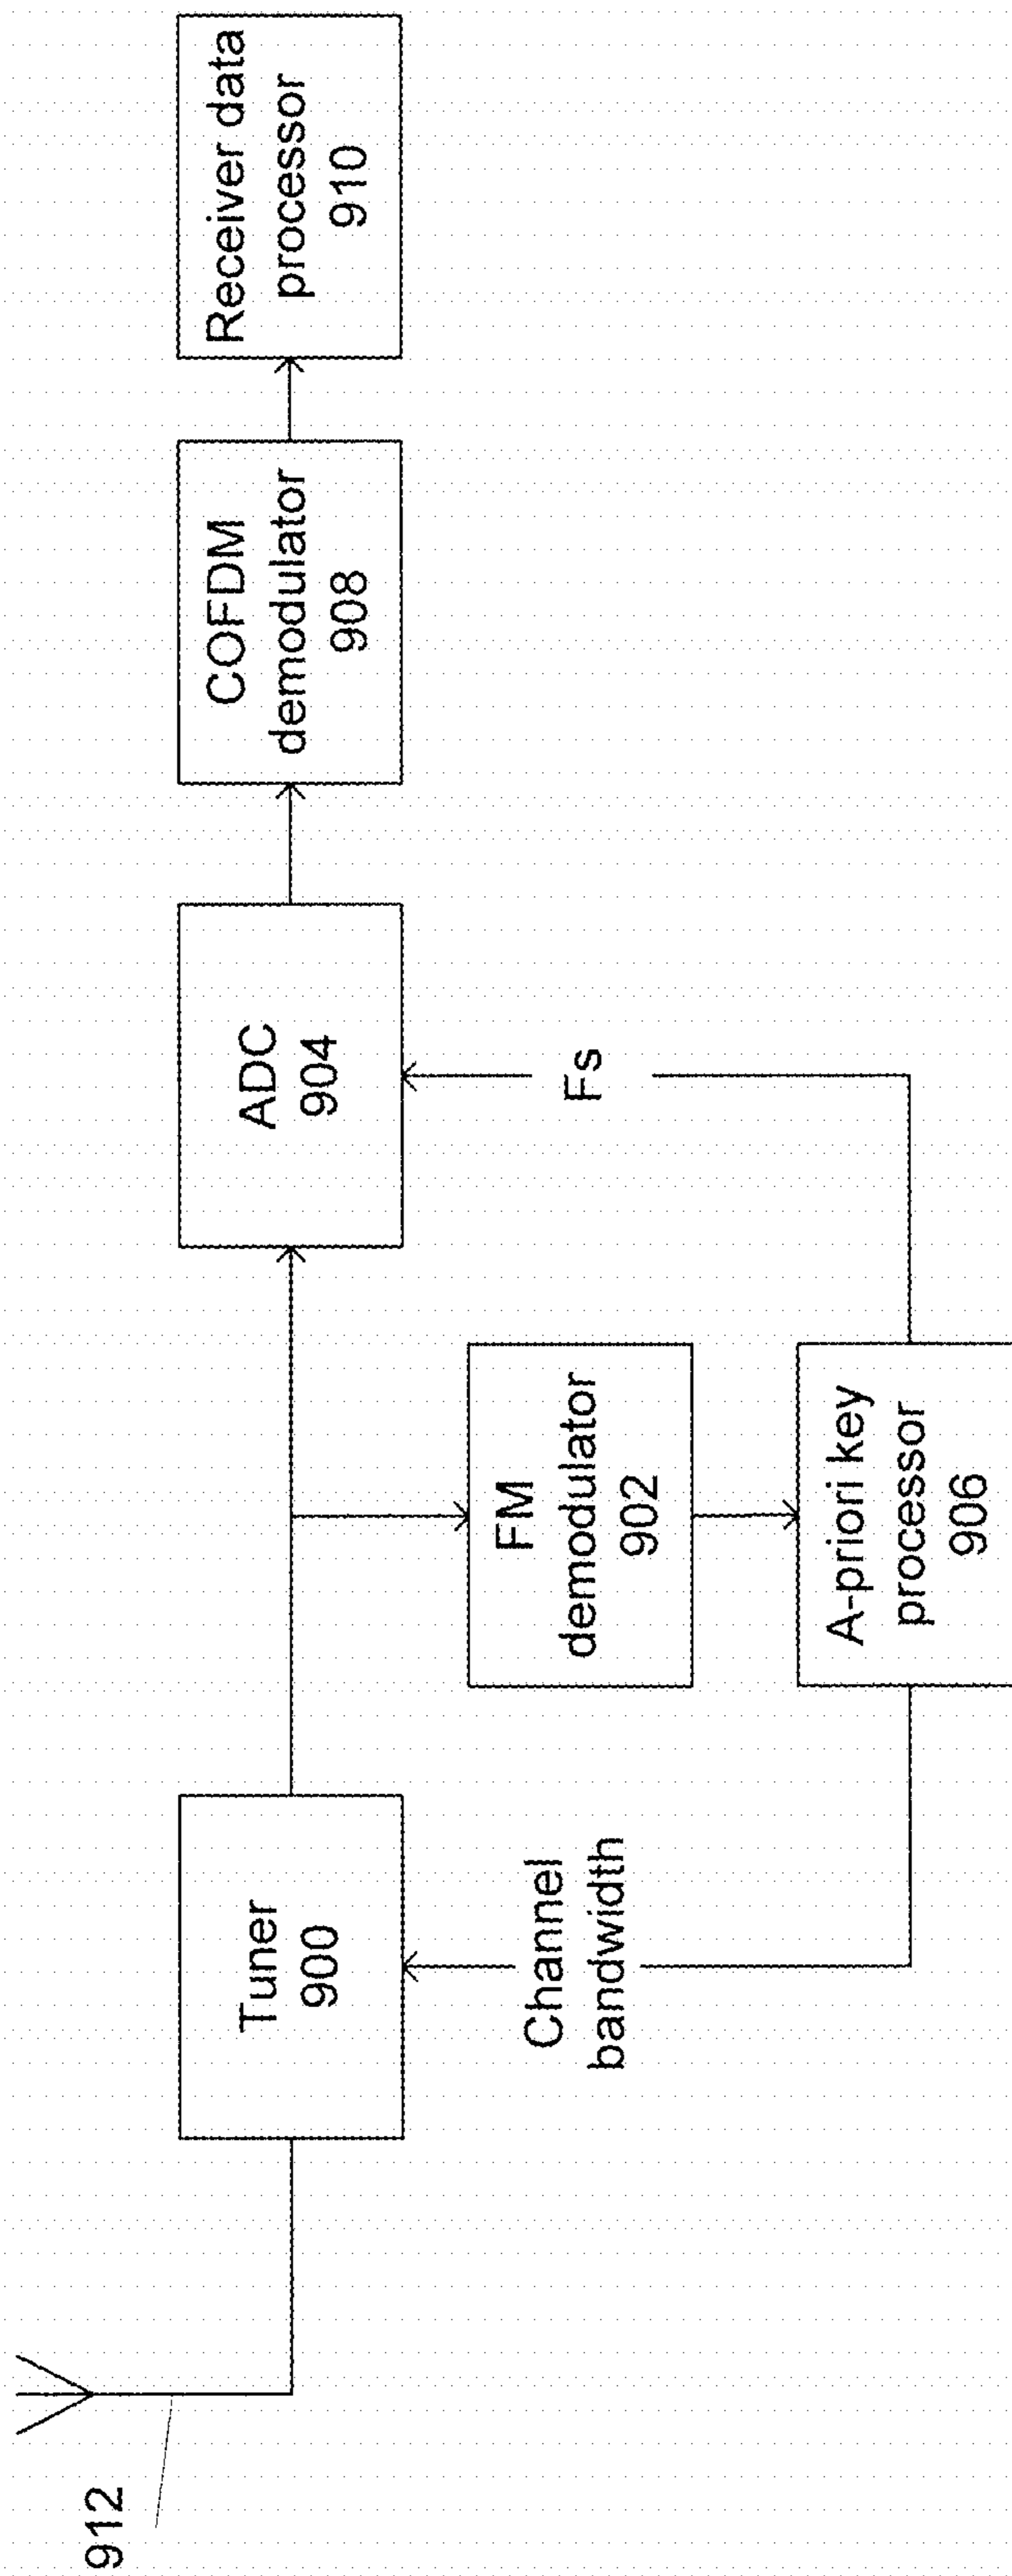 912
Tuner
900
Channel
bandwidth
FM
demodulator
902
A-priori key
processor
906
ADC
904
Fs
COFDM
demodulator
908
Receiver data
processor
910